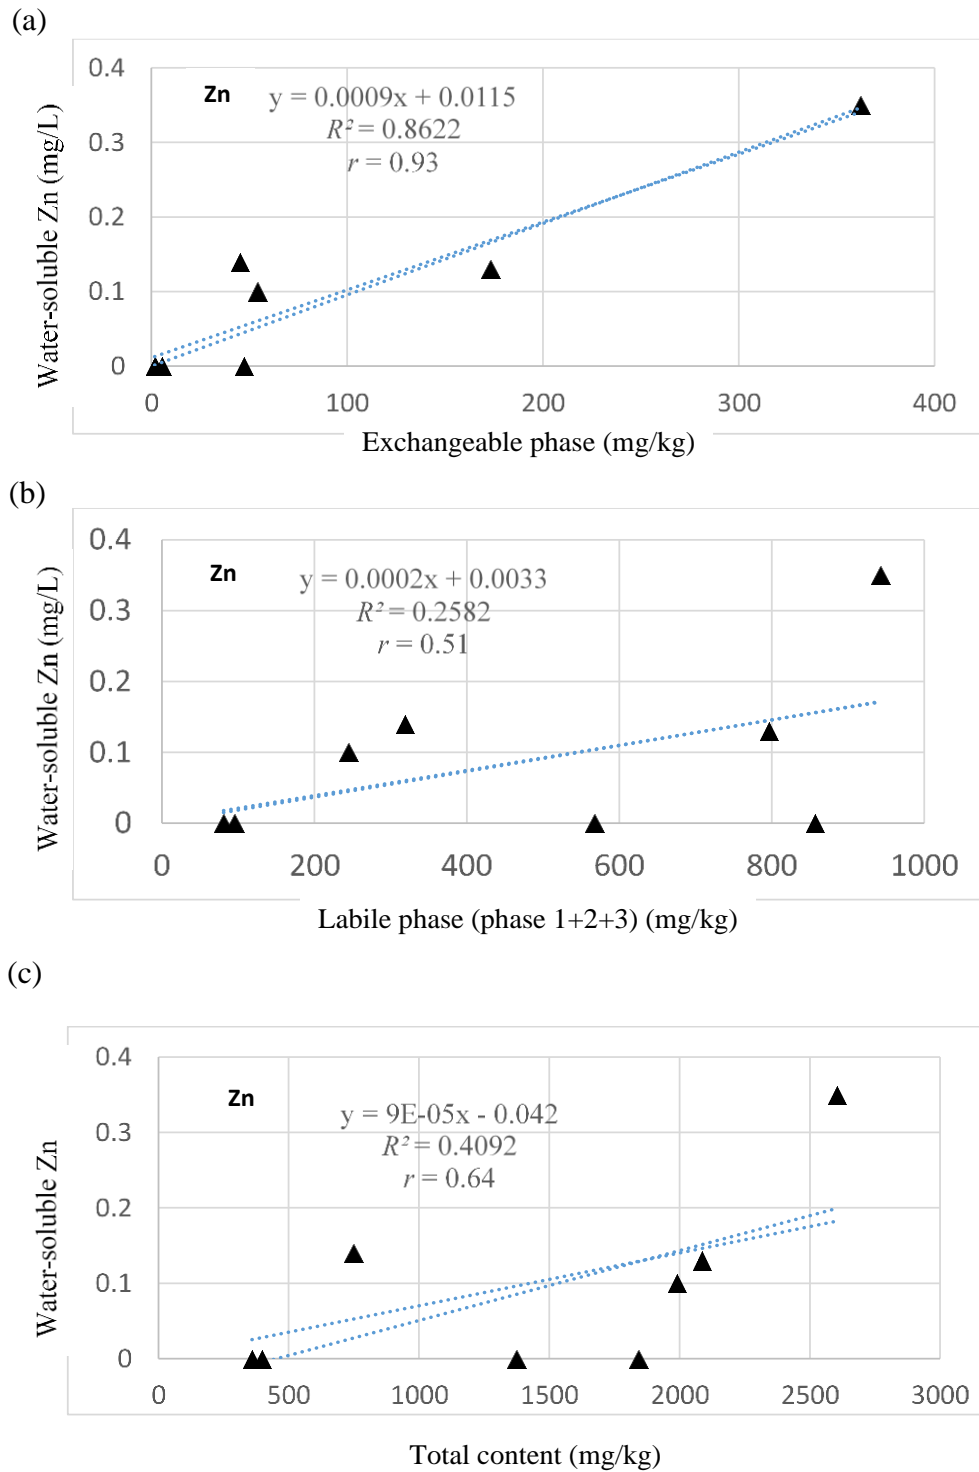 (a)
0.4
Zn
y = 0.0009x + 0.0115
R² = 0.8622
r = 0.93
0.3
0.2
0.1
0
Water-soluble Zn (mg/L)
0 100 200 300 400
Exchangeable phase (mg/kg)
(b)
0.4
Zn
y = 0.0002x + 0.0033
R² = 0.2582
r = 0.51
0.3
0.2
0.1
0
Water-soluble Zn (mg/L)
0 200 400 600 800 1000
Labile phase (phase 1+2+3) (mg/kg)
(c)
0.4
Zn
y = 9E-05x - 0.042
R² = 0.4092
r = 0.64
0.3
0.2
0.1
0
Water-soluble Zn
0 500 1000 1500 2000 2500 3000
Total content (mg/kg)